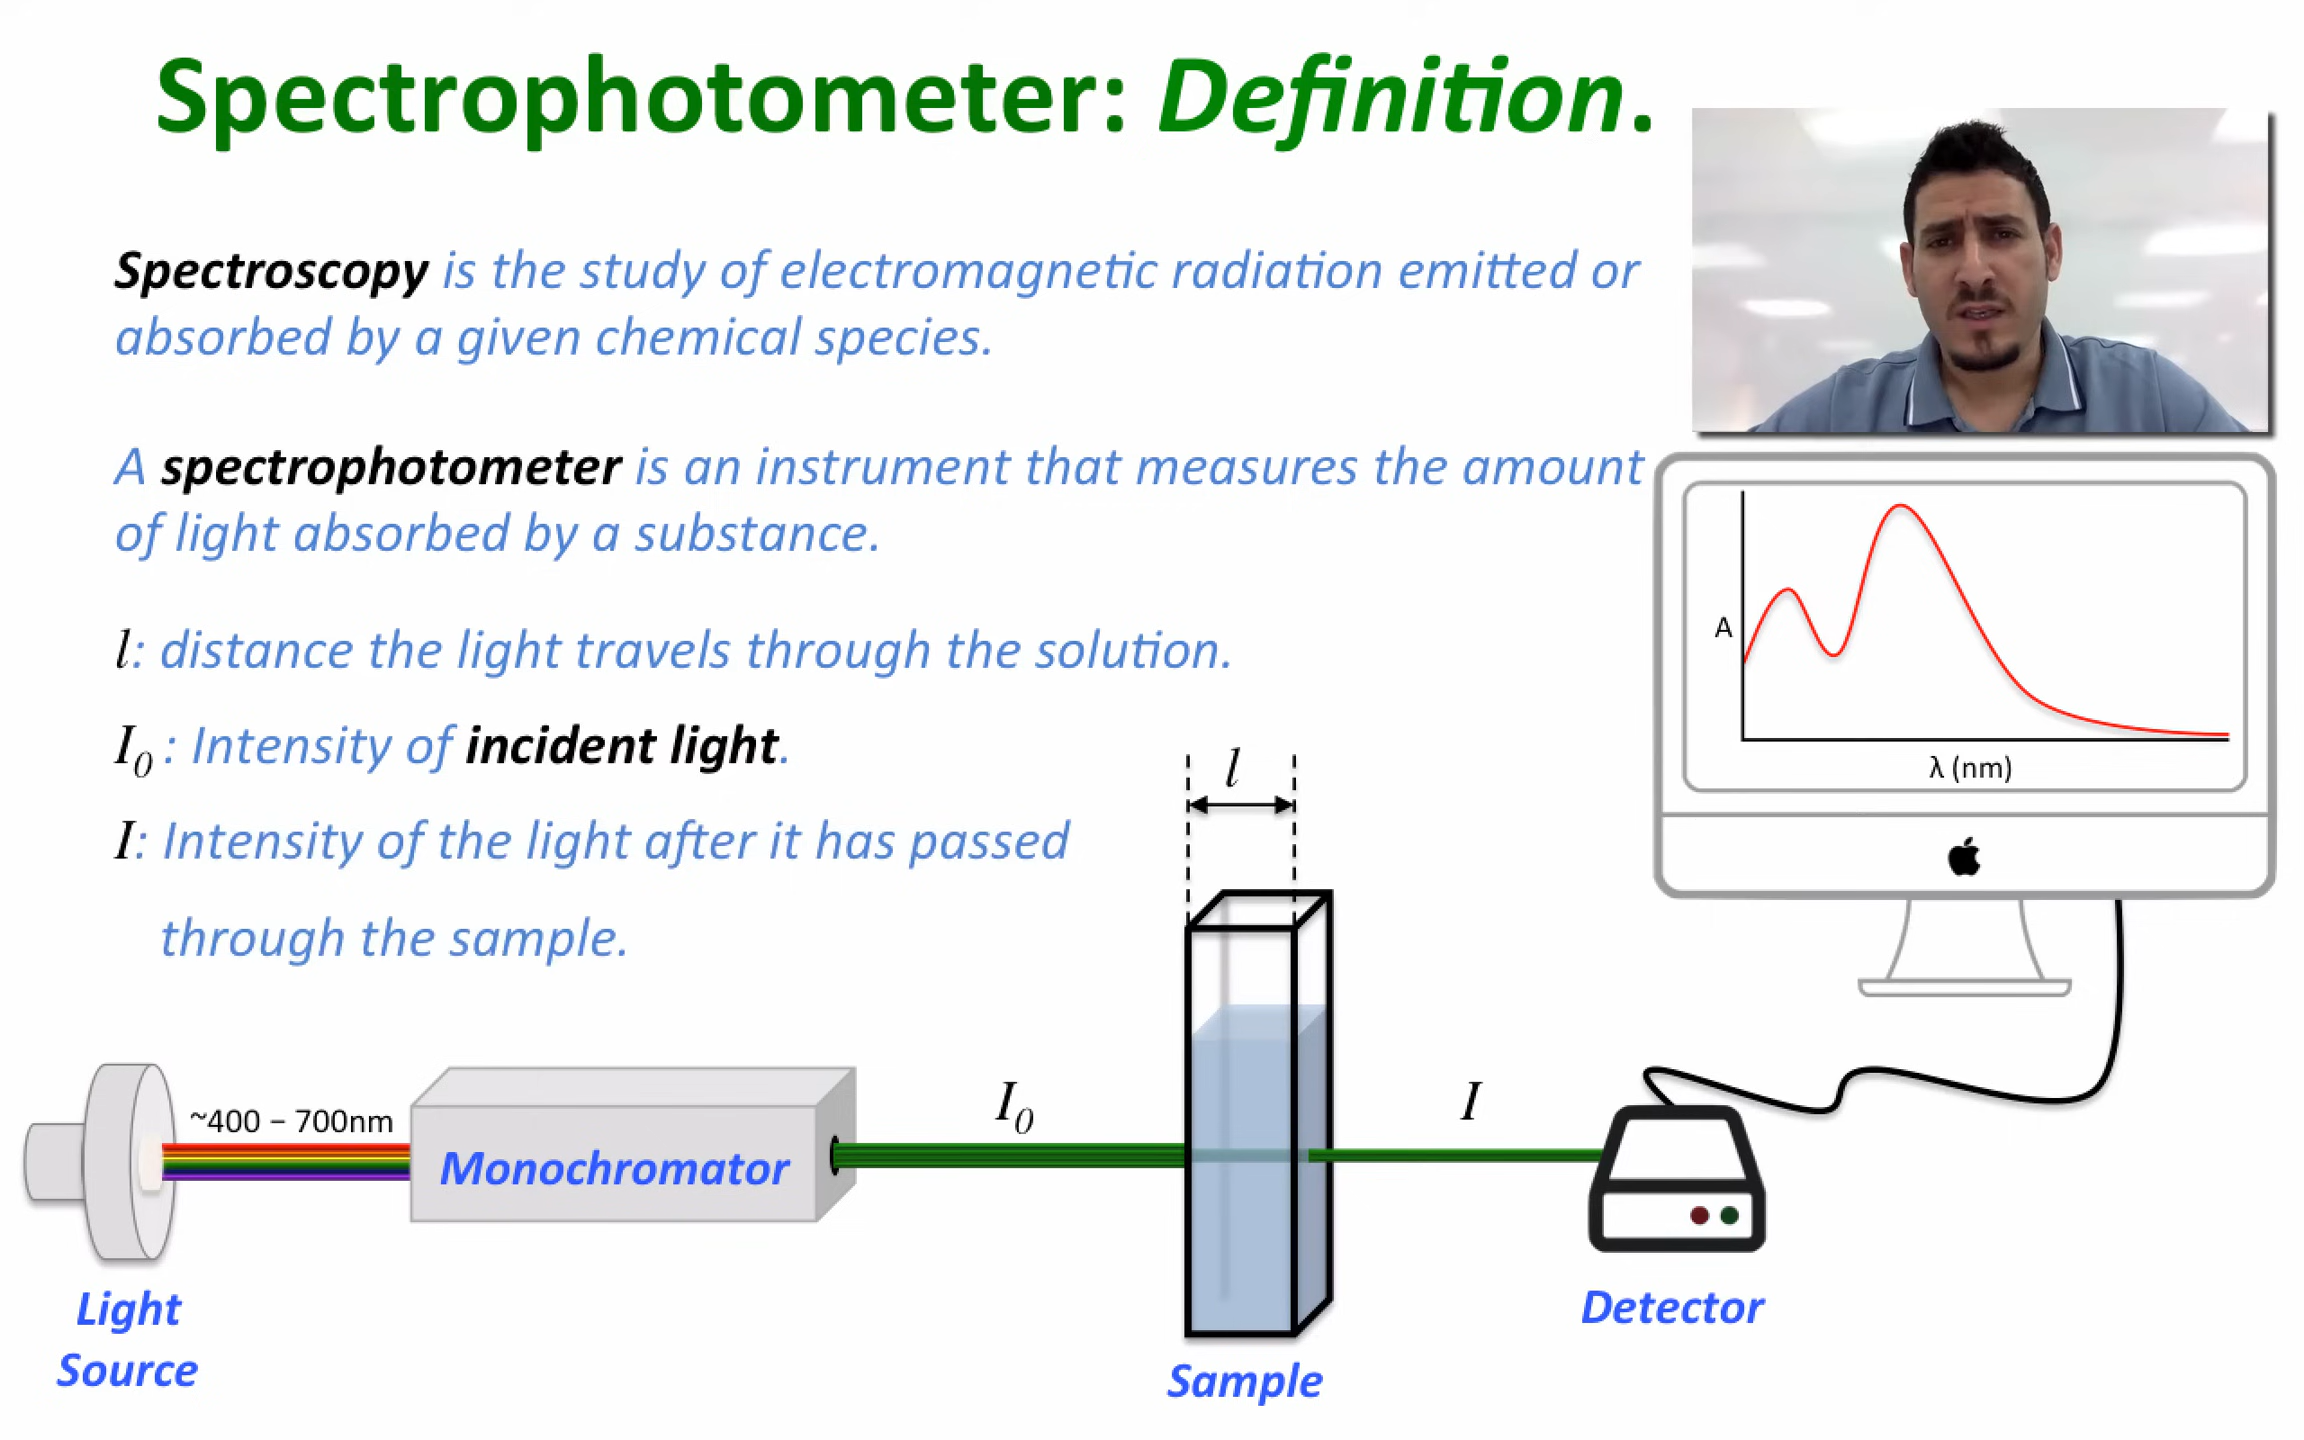 Spectrophotometer: Definition.
Spectroscopy is the study of electromagnetic radiation emitted or
absorbed by a given chemical species.
A spectrophotometer is an instrument that measures the amount
of light absorbed by a substance.
l: distance the light travels through the solution.
I0 : Intensity of incident light.
I: Intensity of the light after it has passed
through the sample.
A
λ (nm)
l
~400 – 700nm
Monochromator
I0
I
Light
Source
Sample
Detector